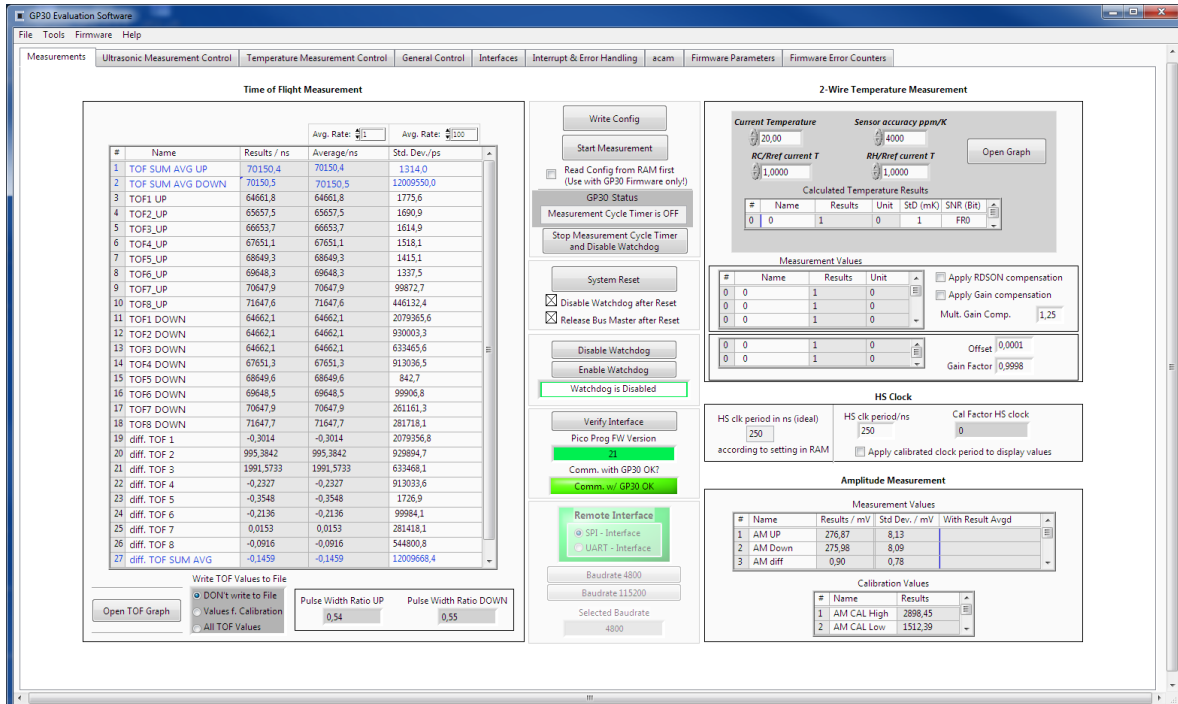 GP30 Evaluation Software
File Tools Firmware Help
Measurements Ultrasonic Measurement Control Temperature Measurement Control General Control Interfaces Interrupt & Error Handling acam Firmware Parameters Firmware Error Counters
Time of Flight Measurement
Avg. Rate: 1 Avg. Rate: 100
# Name Results / ns Average/ns Std. Dev./ps
1 TOF SUM AVG UP 70150,4 70150,4 1314,0
2 TOF SUM AVG DOWN 70150,5 70150,5 12009550,0
3 TOF1 UP 64661,8 64661,8 1775,6
4 TOF2_UP 65657,5 65657,5 1690,9
5 TOF3_UP 66653,7 66653,7 1614,9
6 TOF4_UP 67651,1 67651,1 1518,1
7 TOF5_UP 68649,3 68649,3 1415,1
8 TOF6_UP 69648,3 69648,3 1337,5
9 TOF7_UP 70647,9 70647,9 99872,7
10 TOF8_UP 71647,6 71647,6 446132,4
11 TOF1 DOWN 64662,1 64662,1 2079365,6
12 TOF2 DOWN 64662,1 64662,1 930003,3
13 TOF3 DOWN 64662,1 64662,1 633465,6
14 TOF4 DOWN 67651,3 67651,3 913036,5
15 TOF5 DOWN 68649,6 68649,6 842,7
16 TOF6 DOWN 69648,5 69648,5 99906,8
17 TOF7 DOWN 70647,9 70647,9 261161,3
18 TOF8 DOWN 71647,7 71647,7 281718,1
19 diff. TOF 1 -0,3014 -0,3014 2079356,8
20 diff. TOF 2 995,3842 995,3842 929894,7
21 diff. TOF 3 1991,5733 1991,5733 633468,1
22 diff. TOF 4 -0,2327 -0,2327 913033,6
23 diff. TOF 5 -0,3548 -0,3548 1726,9
24 diff. TOF 6 -0,2136 -0,2136 99984,1
25 diff. TOF 7 0,0153 0,0153 281418,1
26 diff. TOF 8 -0,0916 -0,0916 544800,8
27 diff. TOF SUM AVG -0,1459 -0,1459 12009668,4
Write TOF Values to File
Open TOF Graph
DON't write to File
Values f. Calibration
All TOF Values
Pulse Width Ratio UP Pulse Width Ratio DOWN
0,54 0,55
Write Config
Start Measurement
Read Config from RAM first
(Use with GP30 Firmware only!)
GP30 Status
Measurement Cycle Timer is OFF
Stop Measurement Cycle Timer
and Disable Watchdog
System Reset
Disable Watchdog after Reset
Release Bus Master after Reset
Disable Watchdog
Enable Watchdog
Watchdog is Disabled
Verify Interface
Pico Prog FW Version
21
Comm. with GP30 OK?
Comm. w/ GP30 OK
Remote Interface
SPI - Interface
UART - Interface
Baudrate 4800
Baudrate 115200
Selected Baudrate
4800
2-Wire Temperature Measurement
Current Temperature Sensor accuracy ppm/K
20,00 4000
RC/Rref current T RH/Rref current T
1,0000 1,0000
Open Graph
Calculated Temperature Results
# Name Results Unit StD (mK) SNR (Bit)
0 0 1 0 1 FR0
Measurement Values
# Name Results Unit
0 0 1 0
0 0 1 0
0 0 1 0
Apply RDSON compensation
Apply Gain compensation
Mult. Gain Comp. 1,25
0 0 1 0
0 0 1 0
Offset 0,0001
Gain Factor 0,9998
HS Clock
HS clk period in ns (ideal) HS clk period/ns Cal Factor HS clock
250 250 0
according to setting in RAM Apply calibrated clock period to display values
Amplitude Measurement
Measurement Values
# Name Results / mV Std Dev. / mV With Result Avgd
1 AM UP 276,87 8,13
2 AM Down 275,98 8,09
3 AM diff 0,90 0,78
Calibration Values
# Name Results
1 AM CAL High 2898,45
2 AM CAL Low 1512,39